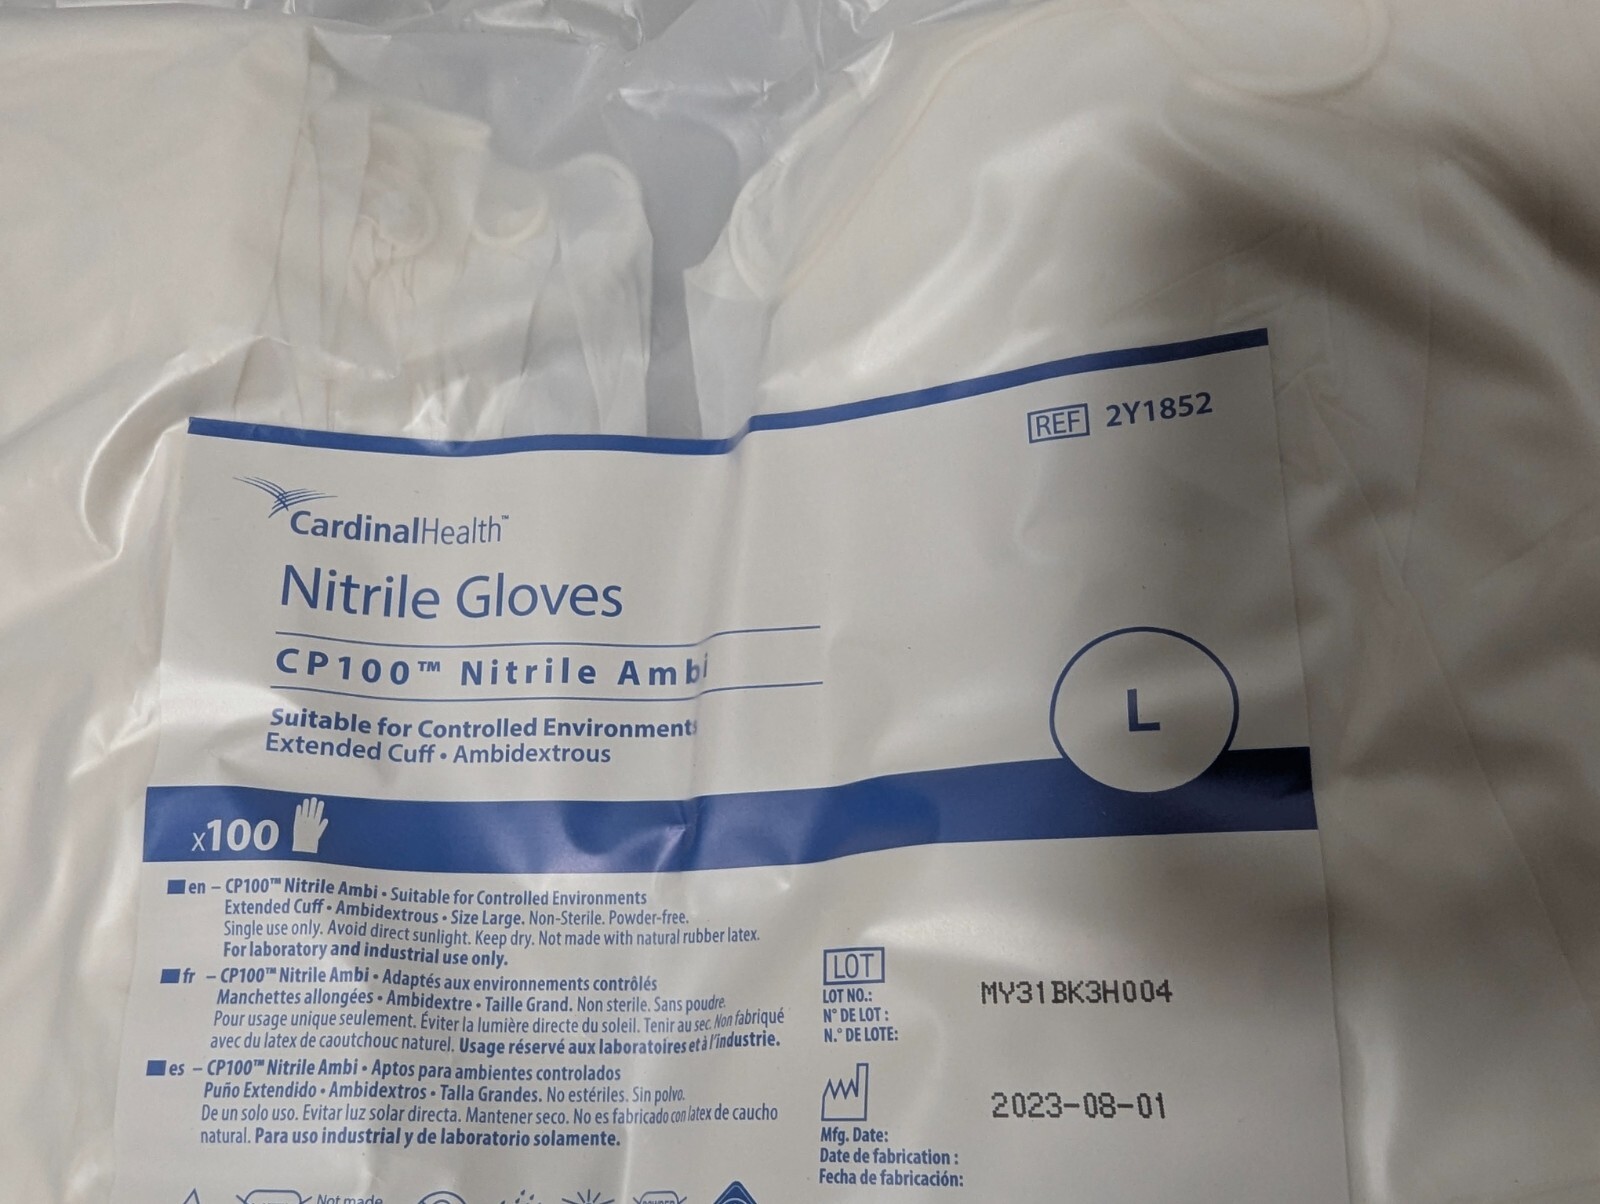 REF 2Y1852
CardinalHealth™
Nitrile Gloves
CP100™ Nitrile Ambi
Suitable for Controlled Environments
Extended Cuff • Ambidextrous
L
x100
en – CP100™ Nitrile Ambi • Suitable for Controlled Environments
Extended Cuff • Ambidextrous • Size Large. Non-Sterile. Powder-free.
Single use only. Avoid direct sunlight. Keep dry. Not made with natural rubber latex.
For laboratory and industrial use only.
fr – CP100™ Nitrile Ambi • Adaptés aux environnements contrôlés
Manchettes allongées • Ambidextre • Taille Grand. Non sterile. Sans poudre.
Pour usage unique seulement. Éviter la lumière directe du soleil. Tenir au sec. Non fabriqué
avec du latex de caoutchouc naturel. Usage réservé aux laboratoires et à l'industrie.
es – CP100™ Nitrile Ambi • Aptos para ambientes controlados
Puño Extendido • Ambidextros • Talla Grandes. No estériles. Sin polvo.
De un solo uso. Evitar luz solar directa. Mantener seco. No es fabricado con latex de caucho
natural. Para uso industrial y de laboratorio solamente.
LOT
LOT NO.:
N° DE LOT :
N.° DE LOTE:
MY31BK3H004
2023-08-01
Mfg. Date:
Date de fabrication :
Fecha de fabricación:
Not made